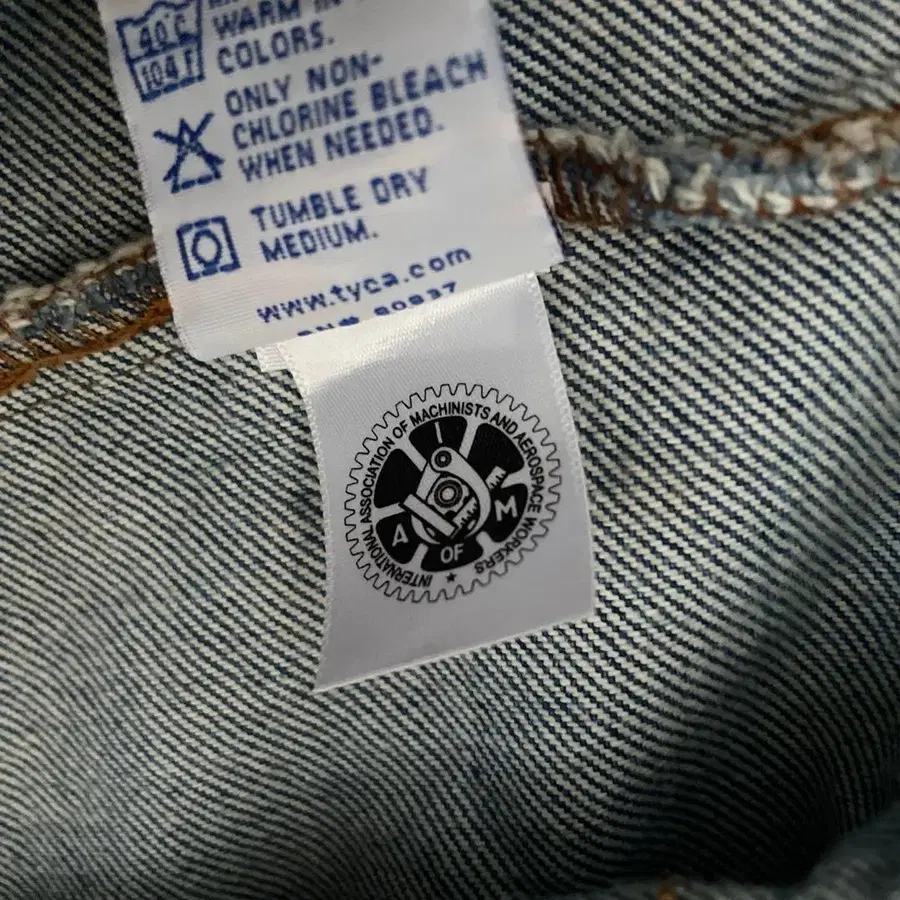 40 C
104 F
WARM IN
COLORS.
ONLY NON-
CHLORINE BLEACH
WHEN NEEDED.
TUMBLE DRY
MEDIUM.
www.tyca.com
INTERNATIONAL ASSOCIATION OF MACHINISTS AND AEROSPACE WORKERS
I
A
M
OF